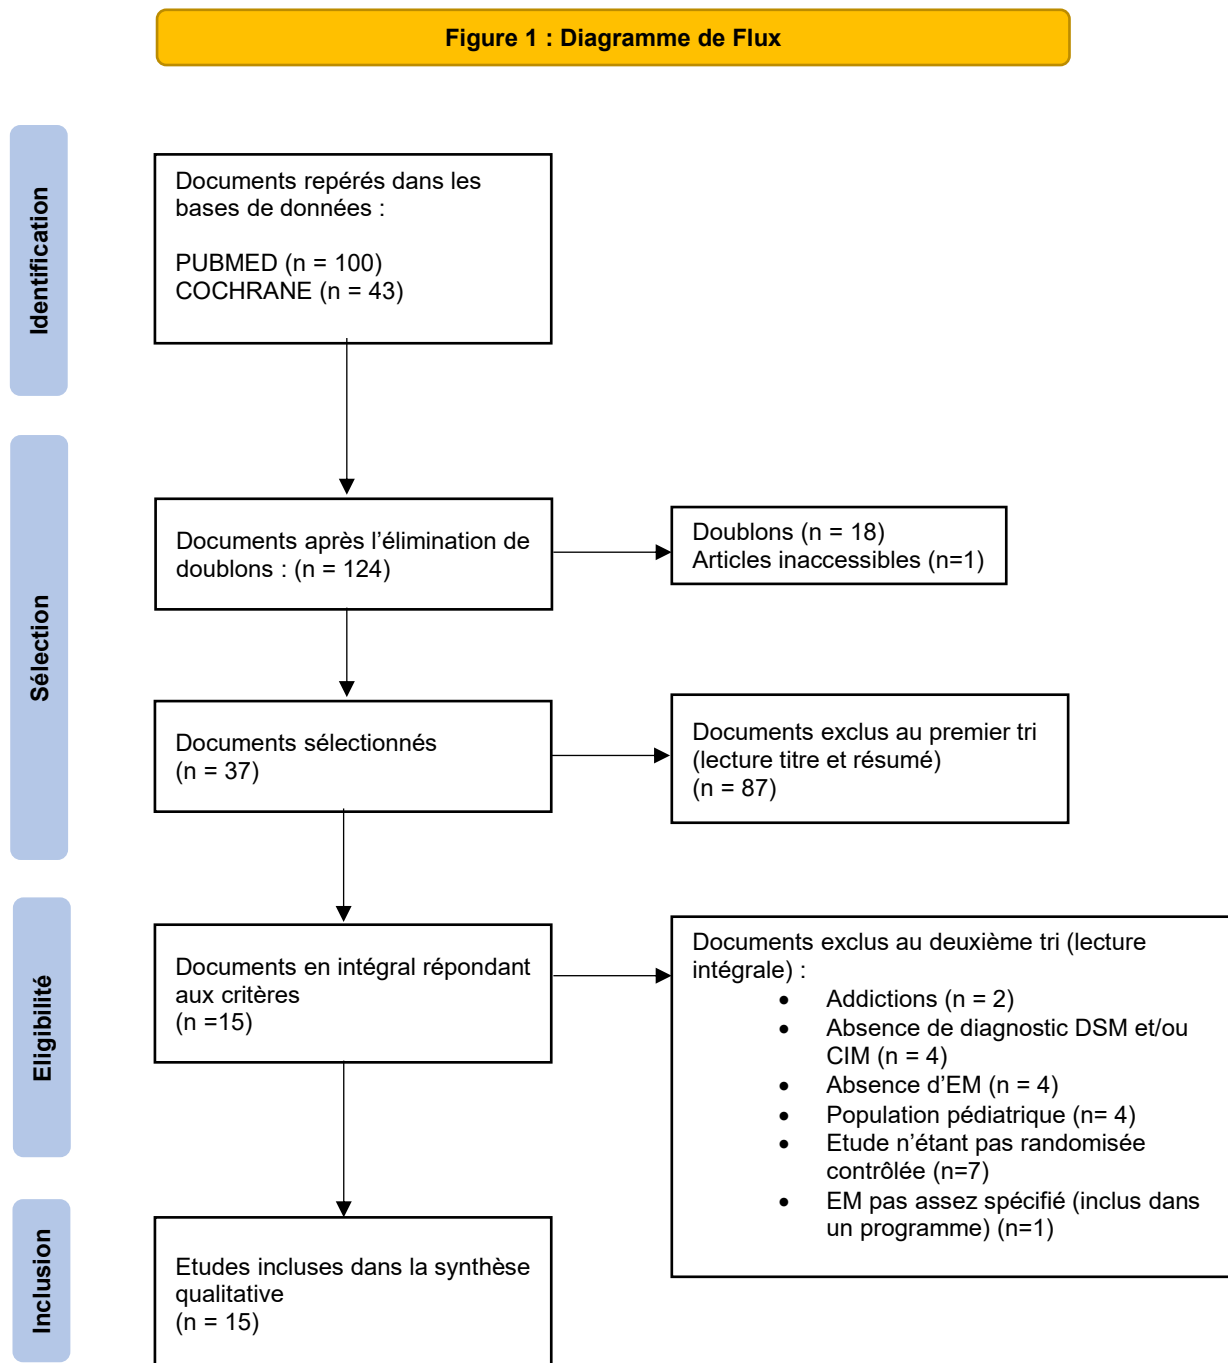 Figure 1 : Diagramme de Flux
Identification
Documents repérés dans les
bases de données :
PUBMED (n = 100)
COCHRANE (n = 43)
Sélection
Documents après l’élimination de
doublons : (n = 124)
Doublons (n = 18)
Articles inaccessibles (n=1)
Documents sélectionnés
(n = 37)
Documents exclus au premier tri
(lecture titre et résumé)
(n = 87)
Eligibilité
Documents en intégral répondant
aux critères
(n =15)
Documents exclus au deuxième tri (lecture
intégrale) :
• Addictions (n = 2)
• Absence de diagnostic DSM et/ou
CIM (n = 4)
• Absence d’EM (n = 4)
• Population pédiatrique (n= 4)
• Etude n’étant pas randomisée
contrôlée (n=7)
• EM pas assez spécifié (inclus dans
un programme) (n=1)
Inclusion
Etudes incluses dans la synthèse
qualitative
(n = 15)